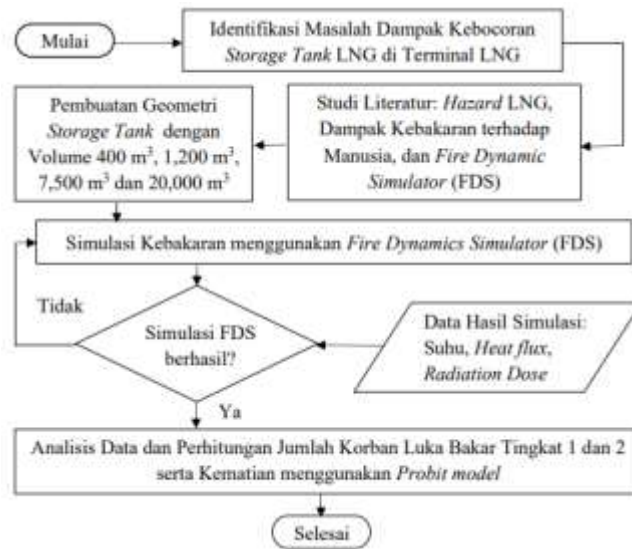 Mulai
Identifikasi Masalah Dampak Kebocoran
Storage Tank LNG di Terminal LNG
Studi Literatur: Hazard LNG,
Dampak Kebakaran terhadap
Manusia, dan Fire Dynamic
Simulator (FDS)
Pembuatan Geometri
Storage Tank dengan
Volume 400 m³, 1,200 m³,
7,500 m³ dan 20,000 m³
Simulasi Kebakaran menggunakan Fire Dynamics Simulator (FDS)
Tidak
Simulasi FDS
berhasil?
Data Hasil Simulasi:
Suhu, Heat flux,
Radiation Dose
Ya
Analisis Data dan Perhitungan Jumlah Korban Luka Bakar Tingkat 1 dan 2
serta Kematian menggunakan Probit model
Selesai